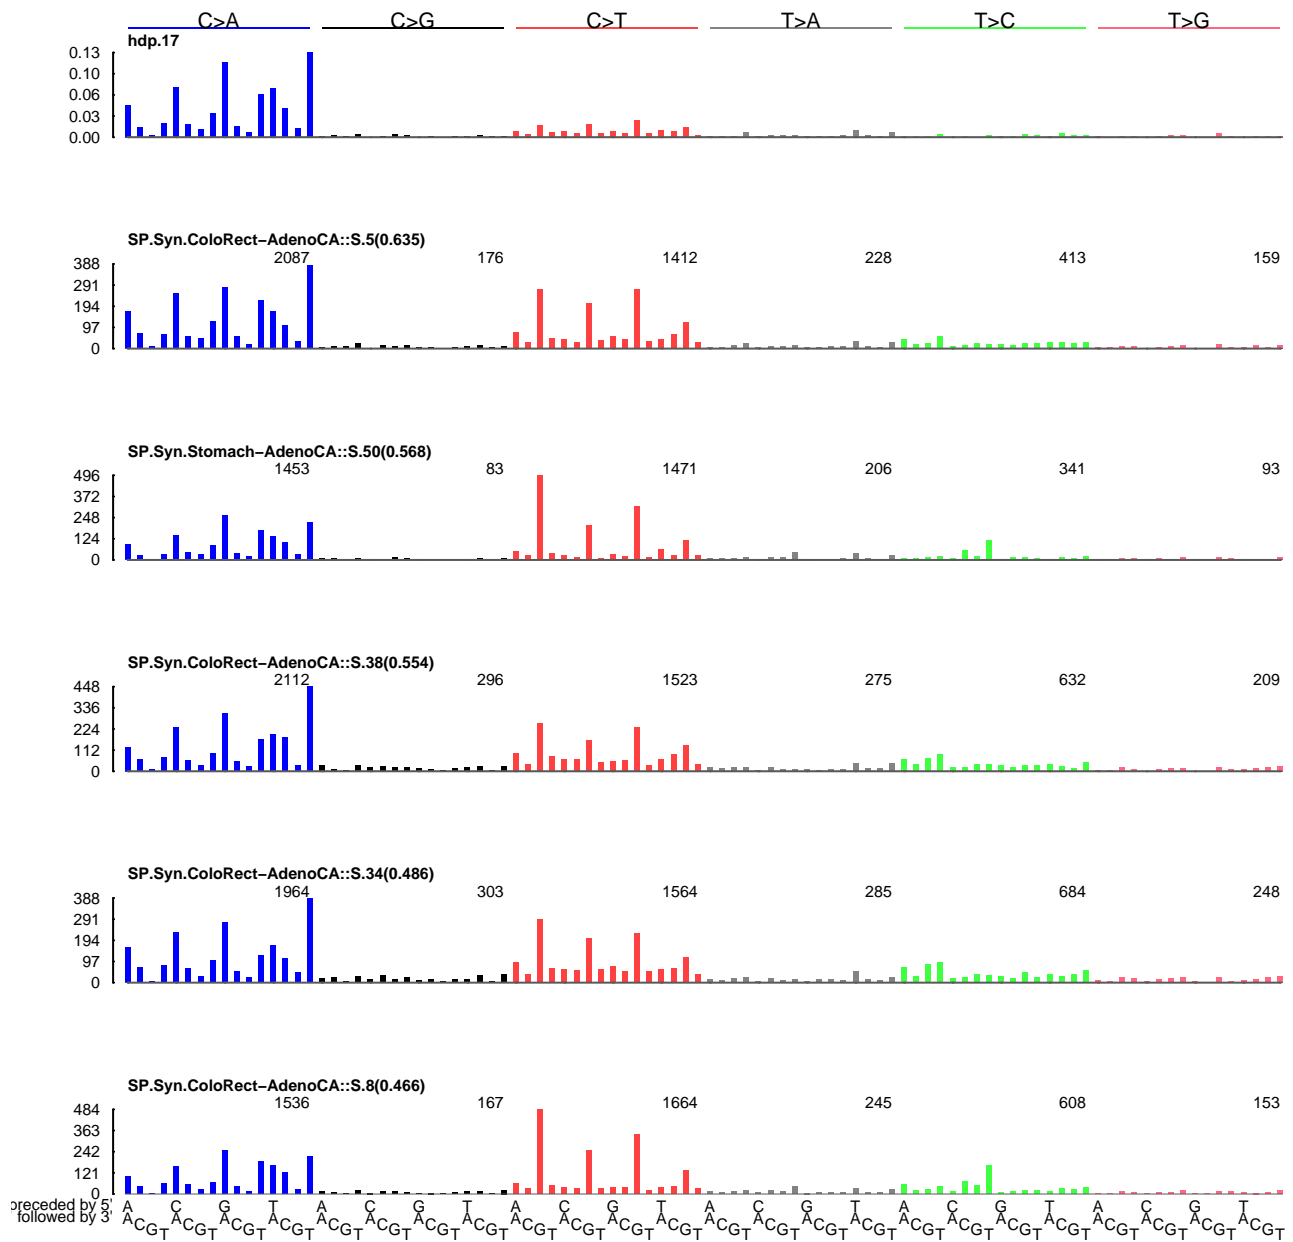 C>A C>G C>T T>A T>C T>G
hdp.17
0.13
0.10
0.06
0.03
0.00
SP.Syn.ColoRect−AdenoCA::S.5(0.635)
2087 176 1412 228 413 159
388
291
194
97
0
SP.Syn.Stomach−AdenoCA::S.50(0.568)
1453 83 1471 206 341 93
496
372
248
124
0
SP.Syn.ColoRect−AdenoCA::S.38(0.554)
2112 296 1523 275 632 209
448
336
224
112
0
SP.Syn.ColoRect−AdenoCA::S.34(0.486)
1964 303 1564 285 684 248
388
291
194
97
0
SP.Syn.ColoRect−AdenoCA::S.8(0.466)
1536 167 1664 245 608 153
484
363
242
121
0
preceded by 5' A C G T A C G T A C G T A C G T A C G T A C G T
followed by 3' A C G T A C G T A C G T A C G T A C G T A C G T A C G T A C G T A C G T A C G T A C G T A C G T A C G T A C G T A C G T A C G T A C G T A C G T A C G T A C G T A C G T A C G T A C G T A C G T